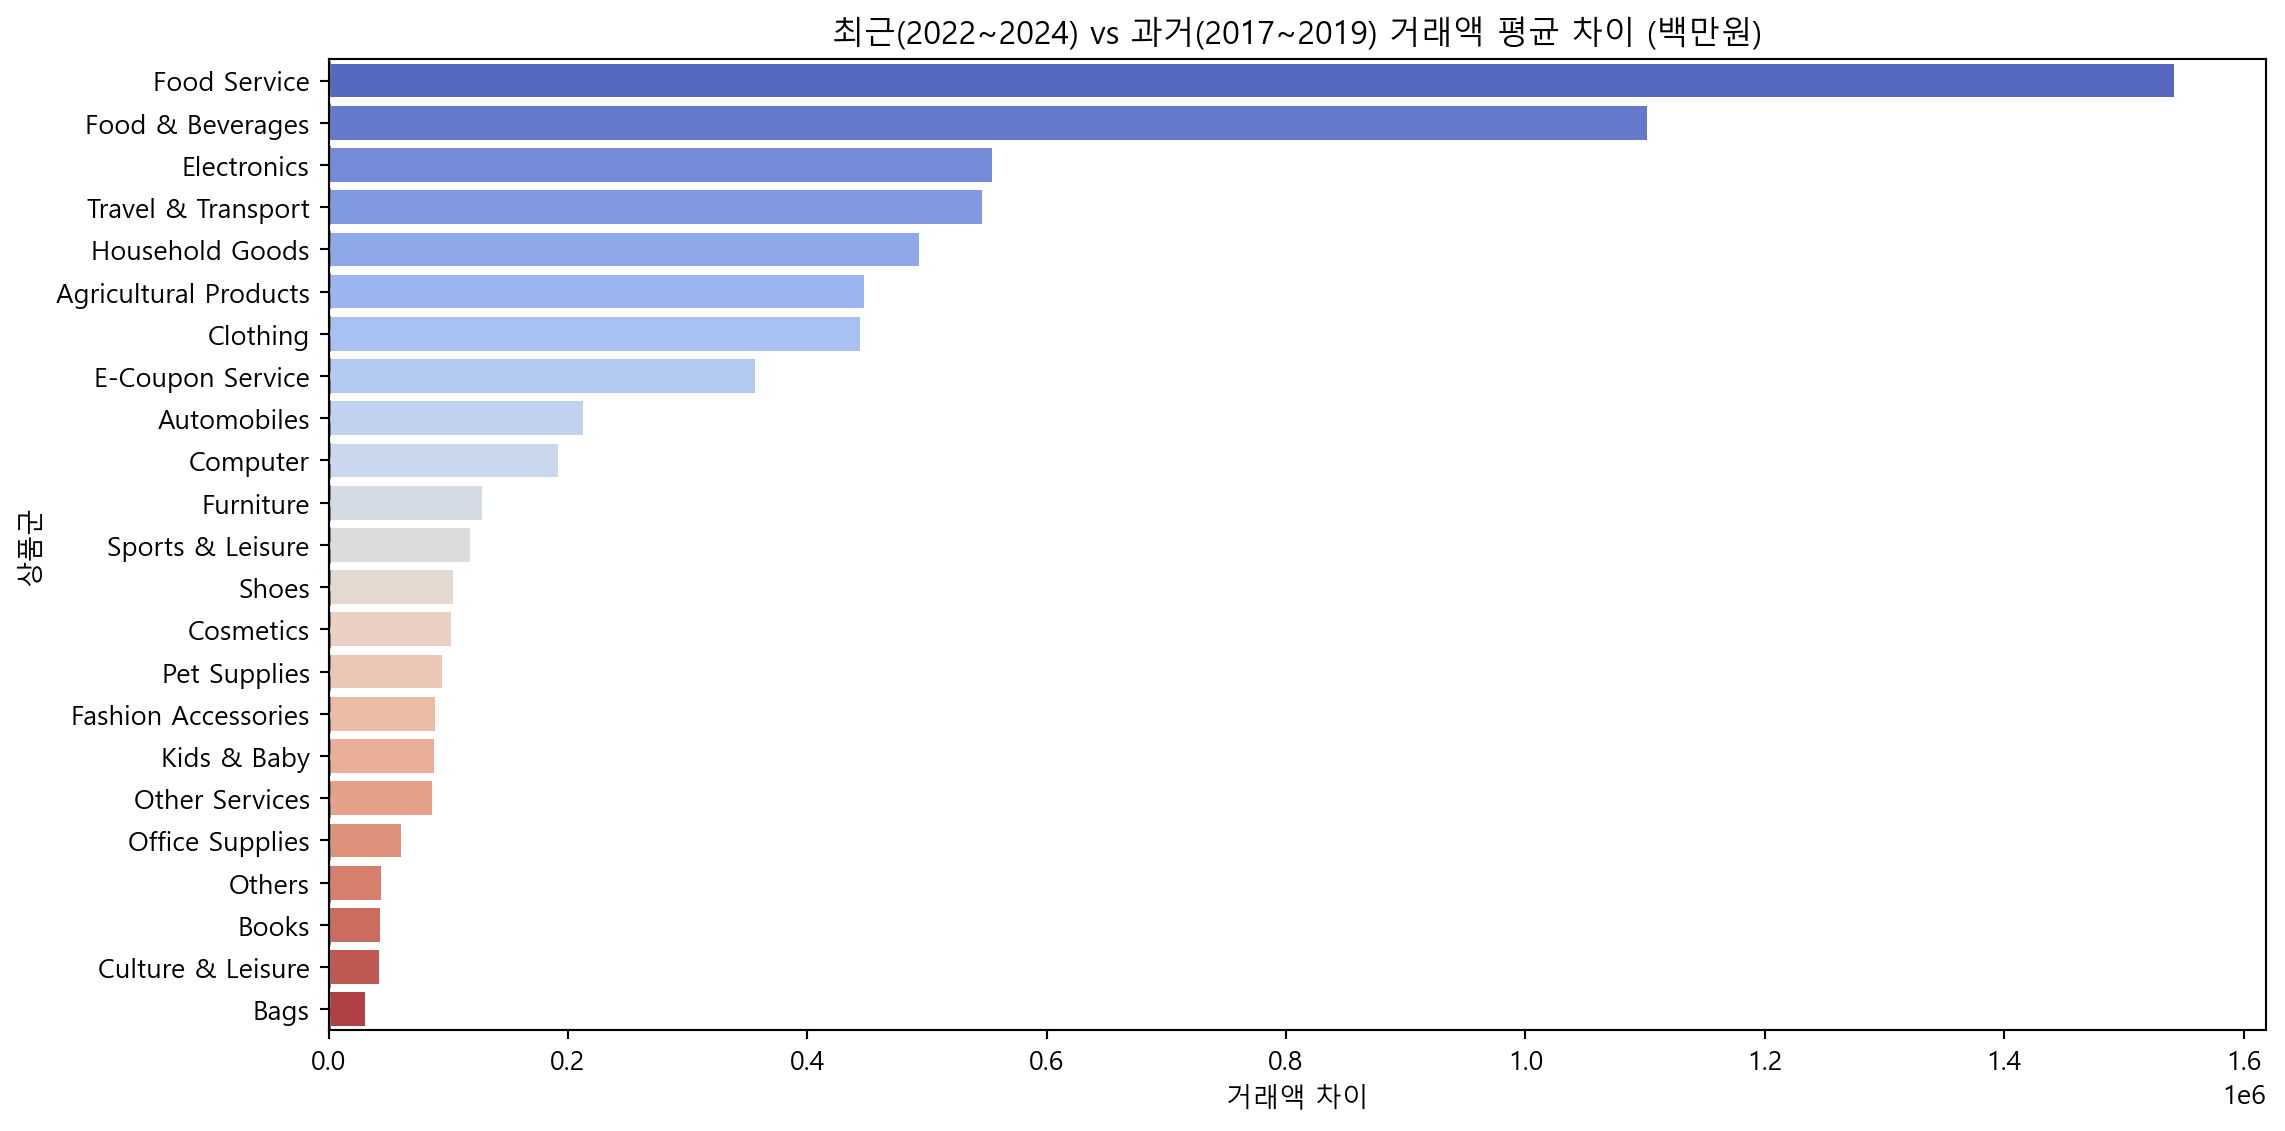 최근(2022~2024) vs 과거(2017~2019) 거래액 평균 차이 (백만원)
상품군
Food Service
Food & Beverages
Electronics
Travel & Transport
Household Goods
Agricultural Products
Clothing
E-Coupon Service
Automobiles
Computer
Furniture
Sports & Leisure
Shoes
Cosmetics
Pet Supplies
Fashion Accessories
Kids & Baby
Other Services
Office Supplies
Others
Books
Culture & Leisure
Bags
0.0 0.2 0.4 0.6 0.8 1.0 1.2 1.4 1.6
1e6
거래액 차이